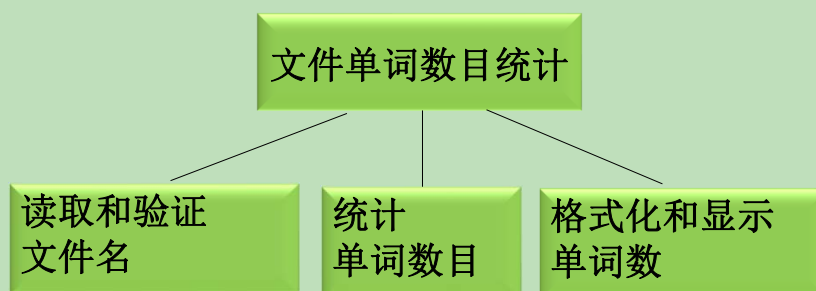 文件单词数目统计
读取和验证
文件名
统计
单词数目
格式化和显示
单词数